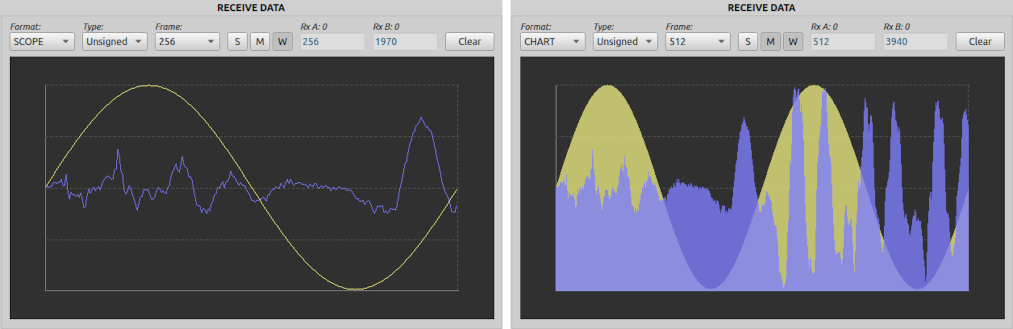 RECEIVE DATA
Format: Type: Frame: Rx A: 0 Rx B: 0
SCOPE Unsigned 256 S M W 256 1970 Clear
RECEIVE DATA
Format: Type: Frame: Rx A: 0 Rx B: 0
CHART Unsigned 512 S M W 512 3940 Clear